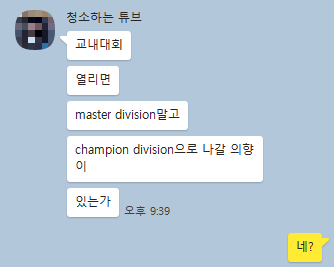 청소하는 튜브
교내대회
열리면
master division말고
champion division으로 나갈 의향
이
있는가
오후 9:39
네?